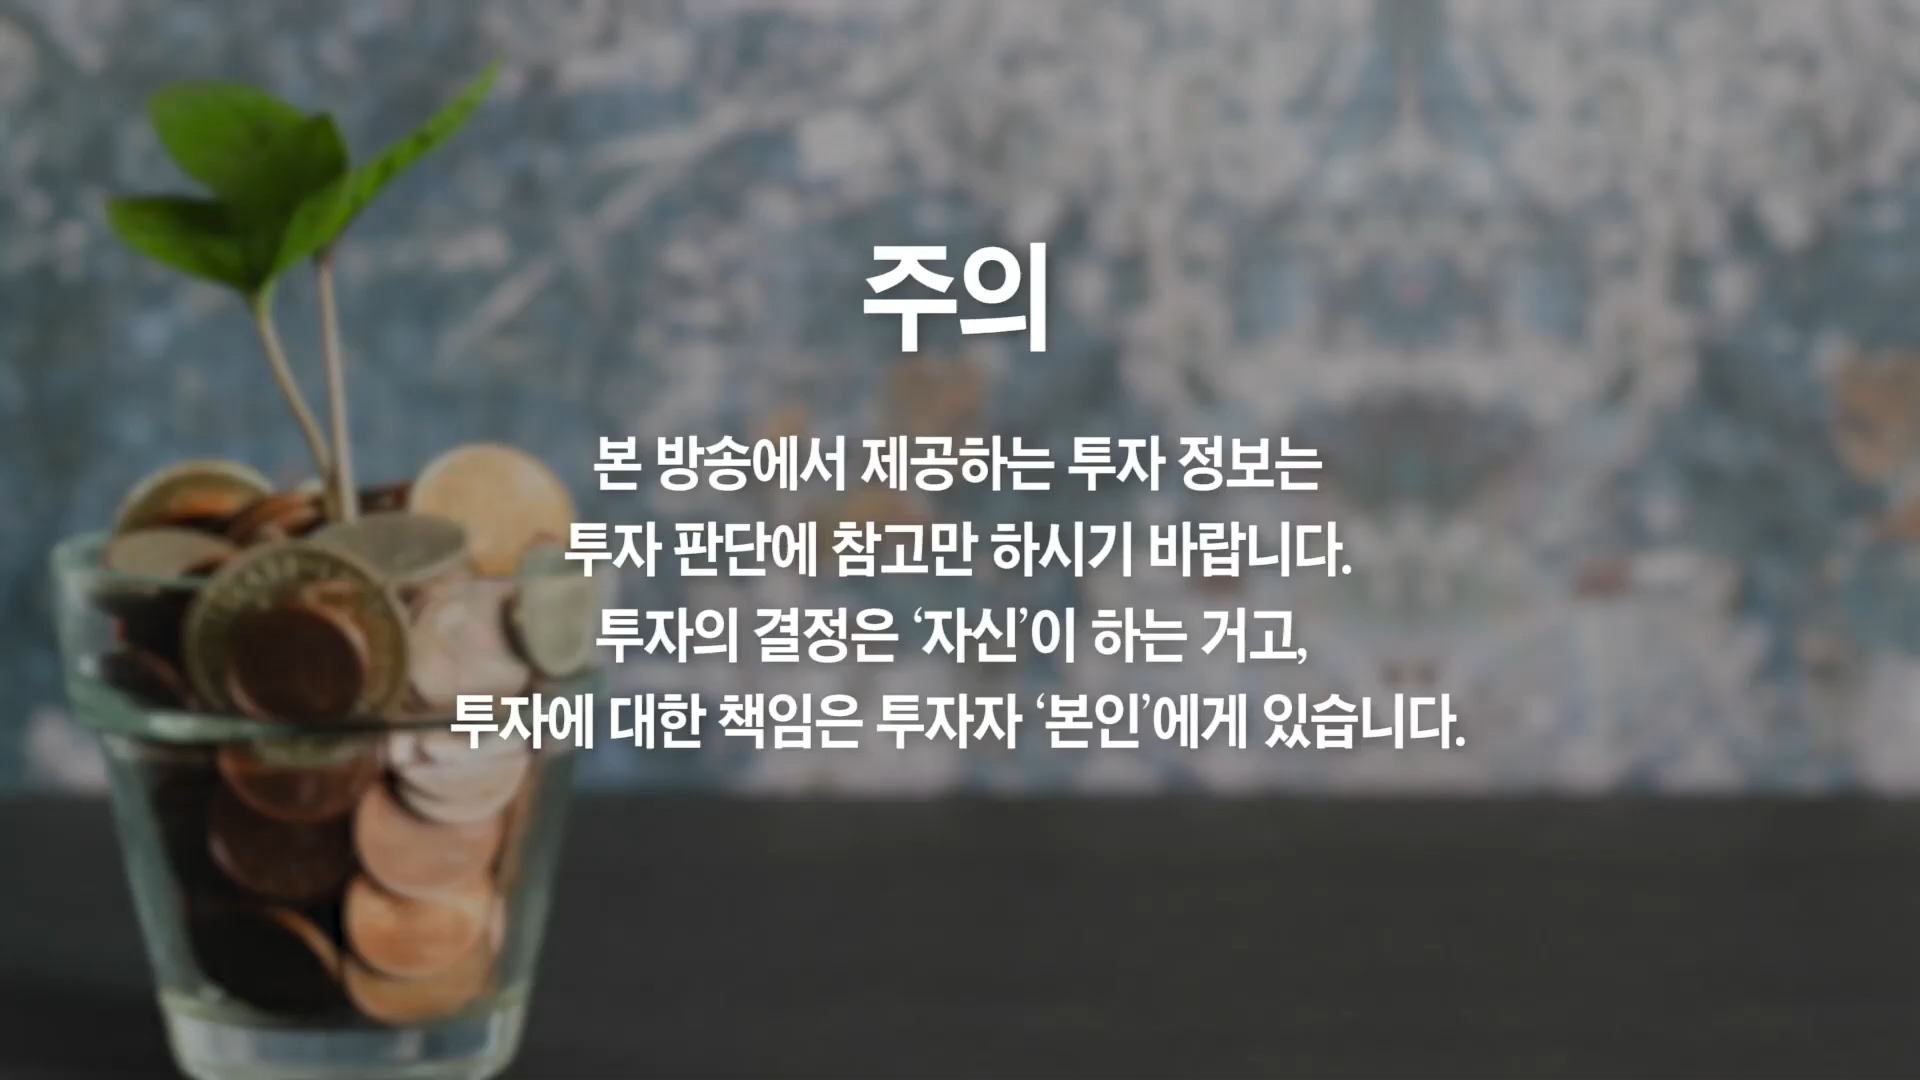 주의
본 방송에서 제공하는 투자 정보는
투자 판단에 참고만 하시기 바랍니다.
투자의 결정은 ‘자신’이 하는 거고,
투자에 대한 책임은 투자자 ‘본인’에게 있습니다.